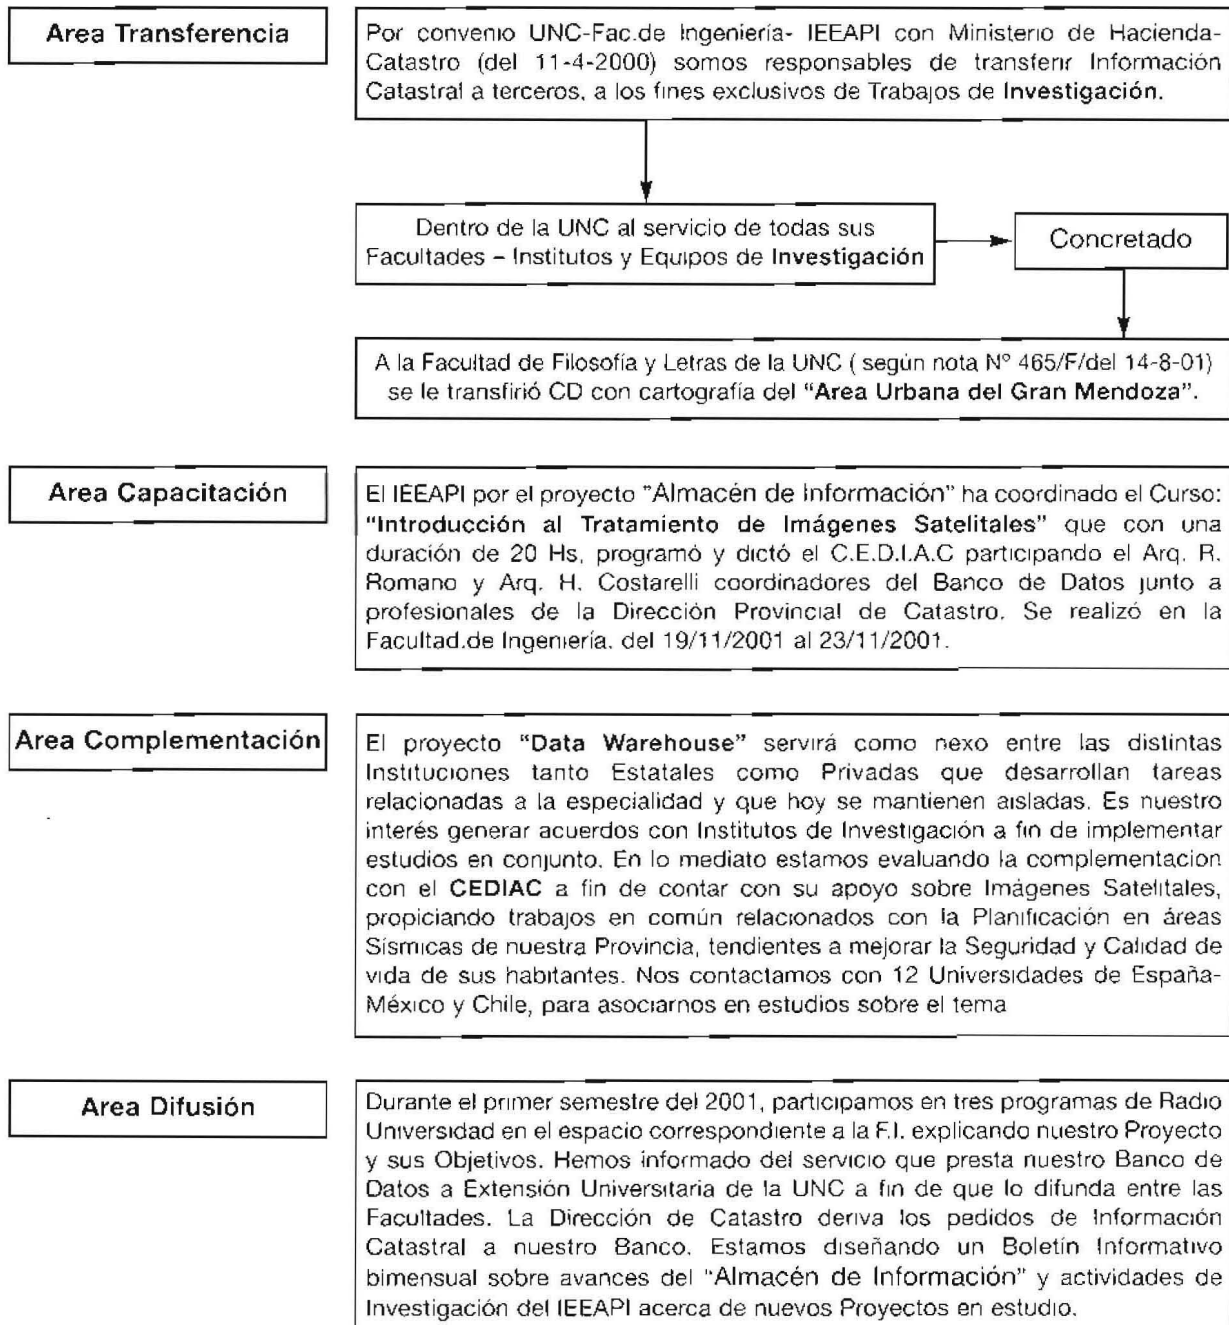 Area Transferencia
Por convenio UNC-Fac.de Ingeniería- IEEAPI con Ministerio de Hacienda-
Catastro (del 11-4-2000) somos responsables de transferir Información
Catastral a terceros, a los fines exclusivos de Trabajos de Investigación.
Dentro de la UNC al servicio de todas sus
Facultades – Institutos y Equipos de Investigación
Concretado
A la Facultad de Filosofía y Letras de la UNC ( según nota Nº 465/F/del 14-8-01)
se le transfirió CD con cartografía del "Area Urbana del Gran Mendoza".
Area Capacitación
El IEEAPI por el proyecto "Almacén de Información" ha coordinado el Curso:
"Introducción al Tratamiento de Imágenes Satelitales" que con una
duración de 20 Hs, programó y dictó el C.E.D.I.A.C participando el Arq. R.
Romano y Arq. H. Costarelli coordinadores del Banco de Datos junto a
profesionales de la Dirección Provincial de Catastro. Se realizó en la
Facultad.de Ingeniería. del 19/11/2001 al 23/11/2001.
Area Complementación
El proyecto "Data Warehouse" servirá como nexo entre las distintas
Instituciones tanto Estatales como Privadas que desarrollan tareas
relacionadas a la especialidad y que hoy se mantienen aisladas. Es nuestro
interés generar acuerdos con Institutos de Investigación a fin de implementar
estudios en conjunto. En lo mediato estamos evaluando la complementacion
con el CEDIAC a fin de contar con su apoyo sobre Imágenes Satelitales,
propiciando trabajos en común relacionados con la Planificación en áreas
Sísmicas de nuestra Provincia, tendientes a mejorar la Seguridad y Calidad de
vida de sus habitantes. Nos contactamos con 12 Universidades de España-
México y Chile, para asociarnos en estudios sobre el tema
Area Difusión
Durante el primer semestre del 2001, participamos en tres programas de Radio
Universidad en el espacio correspondiente a la F.I. explicando nuestro Proyecto
y sus Objetivos. Hemos informado del servicio que presta nuestro Banco de
Datos a Extensión Universitaria de la UNC a fin de que lo difunda entre las
Facultades. La Dirección de Catastro deriva los pedidos de Información
Catastral a nuestro Banco. Estamos diseñando un Boletín Informativo
bimensual sobre avances del "Almacén de Información" y actividades de
Investigación del IEEAPI acerca de nuevos Proyectos en estudio.